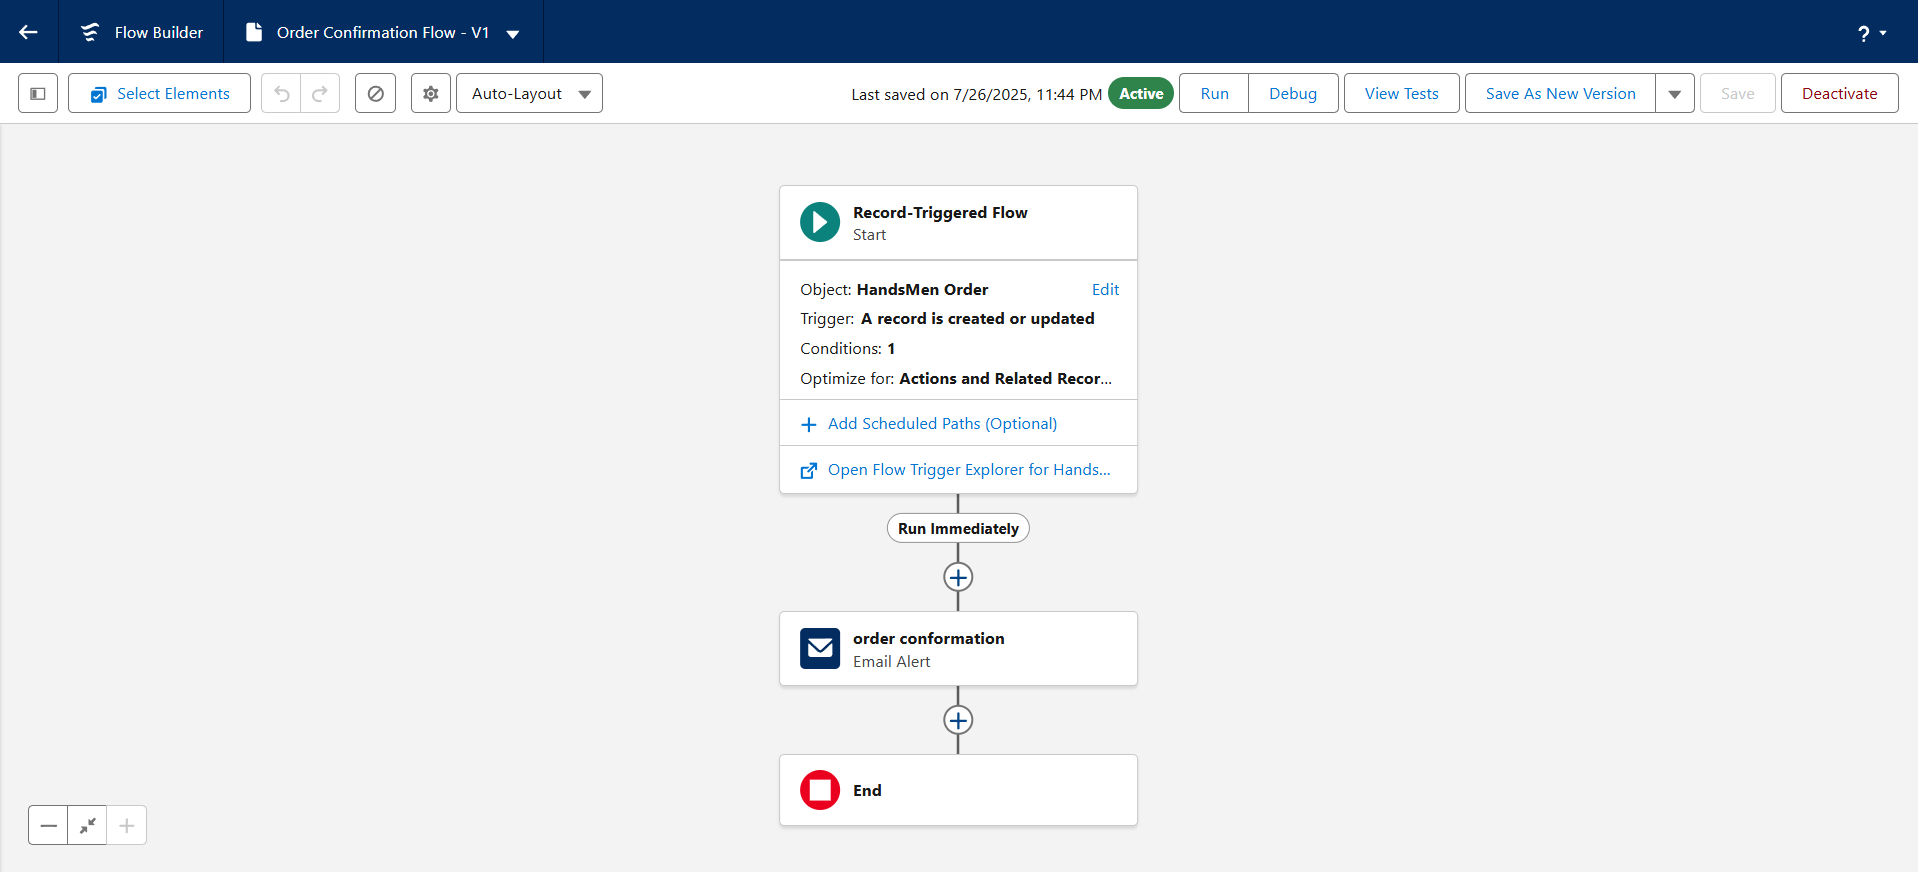 Flow Builder
Order Confirmation Flow - V1
?
Select Elements
Auto-Layout
Last saved on 7/26/2025, 11:44 PM
Active
Run
Debug
View Tests
Save As New Version
Save
Deactivate
Record-Triggered Flow
Start
Object: HandsMen Order
Edit
Trigger: A record is created or updated
Conditions: 1
Optimize for: Actions and Related Recor...
Add Scheduled Paths (Optional)
Open Flow Trigger Explorer for Hands...
Run Immediately
order conformation
Email Alert
End